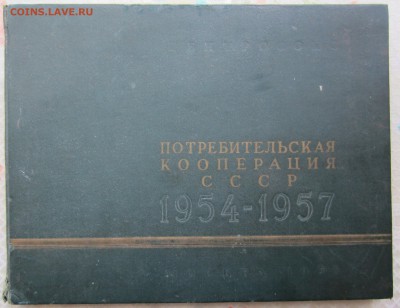 COINS.LAVE.RU
ПОТРЕБИТЕЛЬСКАЯ
КООПЕРАЦИЯ
СССР
1954-1957